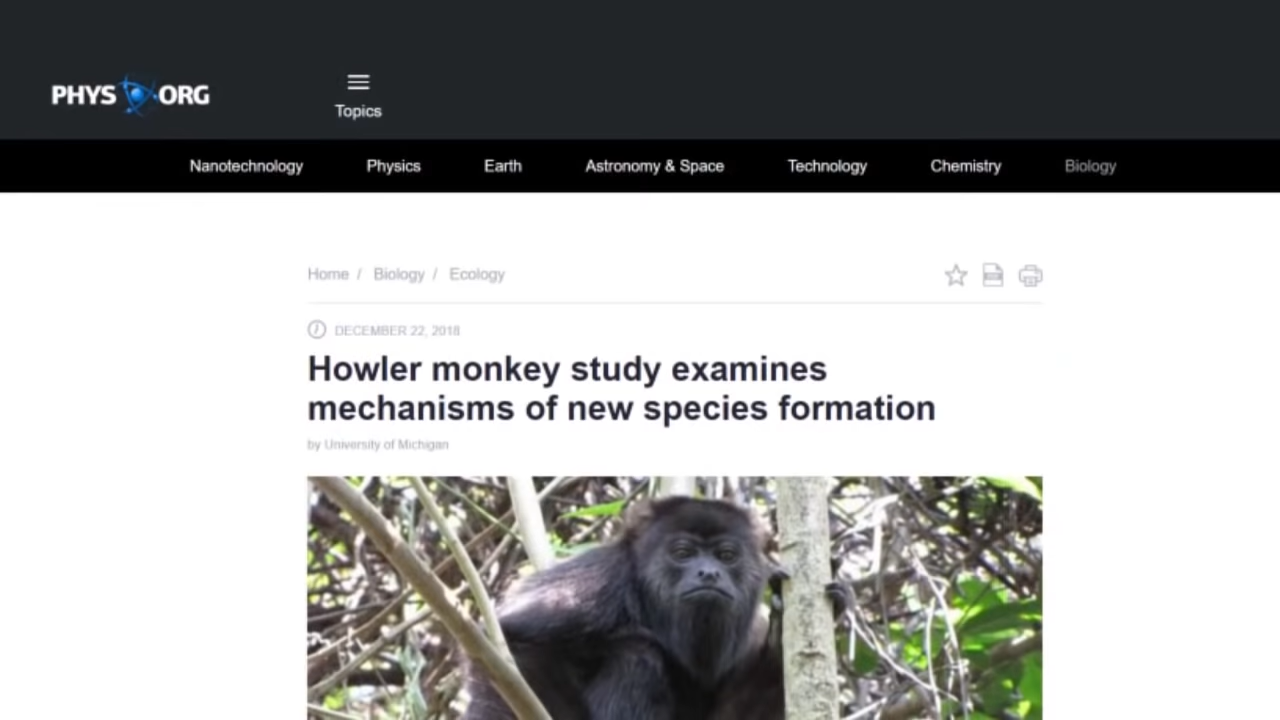 PHYS ORG
Topics
Nanotechnology Physics Earth Astronomy & Space Technology Chemistry Biology
Home / Biology / Ecology
DECEMBER 22, 2018
Howler monkey study examines
mechanisms of new species formation
by University of Michigan